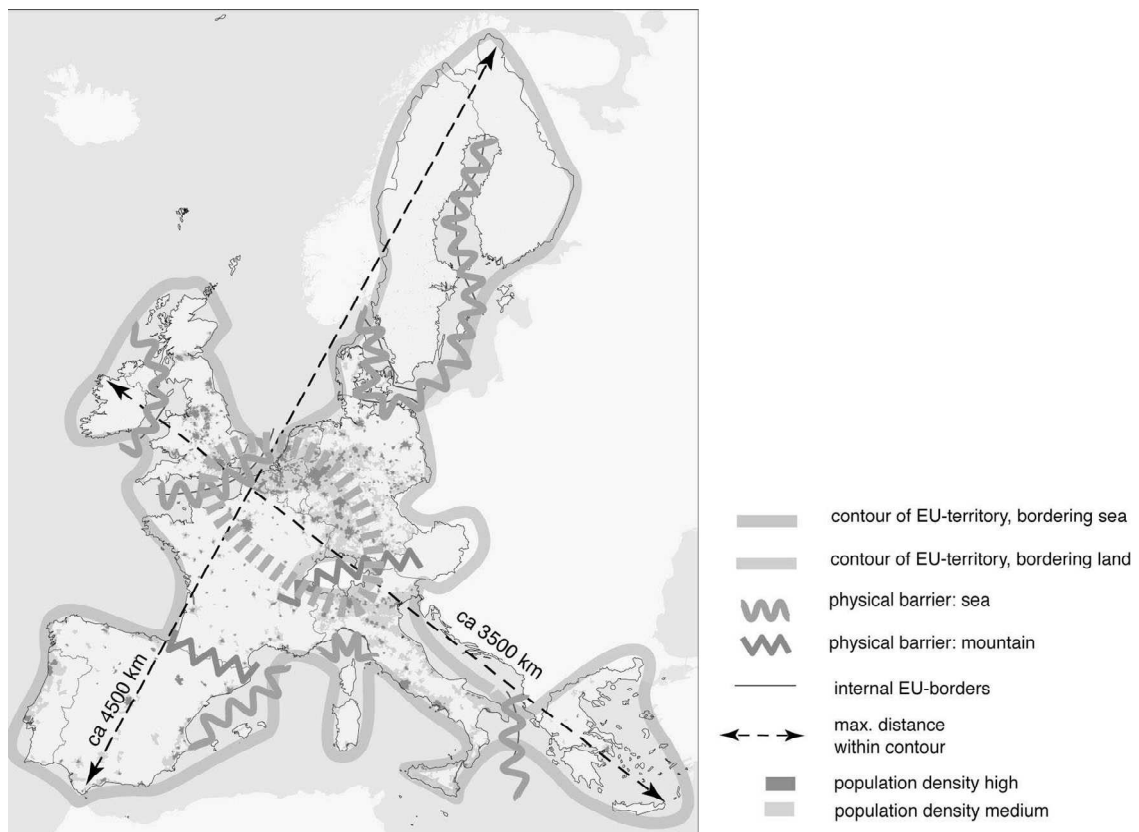 ca 4500 km
ca 3500 km
contour of EU-territory, bordering sea
contour of EU-territory, bordering land
physical barrier: sea
physical barrier: mountain
internal EU-borders
max. distance
within contour
population density high
population density medium